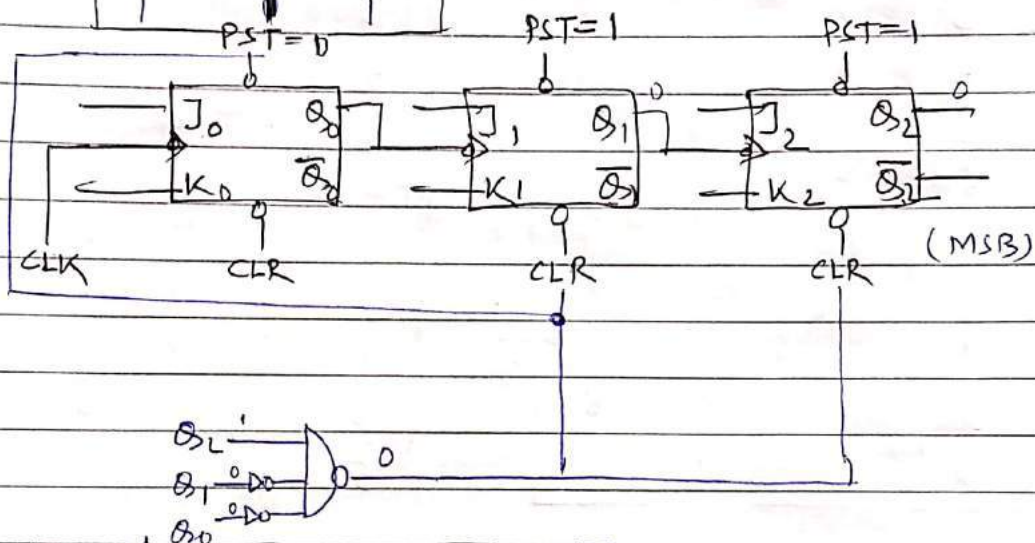 PST = 0 PST = 1 PST = 1
J0 Q0 J1 Q1 0 J2 Q2 0
K0 Q̅0 K1 Q̅1 K2 Q̅2
(MSB)
CLK CLR CLR CLR
Q2 1
0
Q1 0
Q0 0